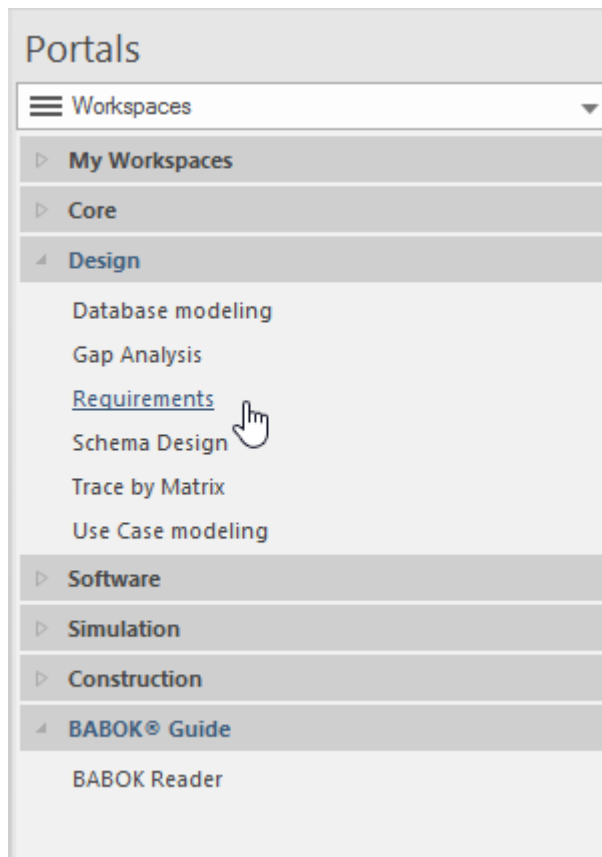 Portals
Workspaces
My Workspaces
Core
Design
Database modeling
Gap Analysis
Requirements
Schema Design
Trace by Matrix
Use Case modeling
Software
Simulation
Construction
BABOK® Guide
BABOK Reader